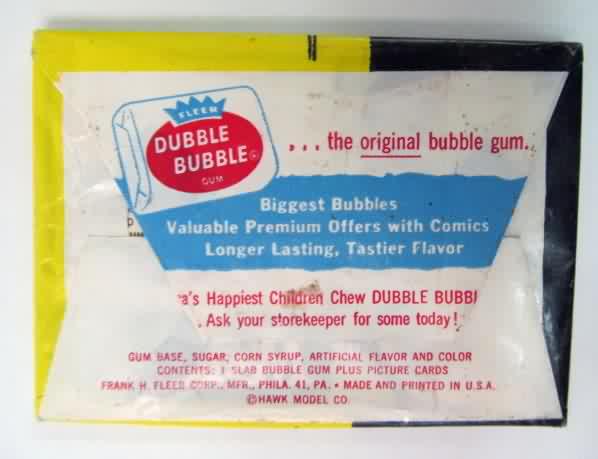 FLEER
DUBBLE
BUBBLE
GUM
... the original bubble gum.
Biggest Bubbles
Valuable Premium Offers with Comics
Longer Lasting, Tastier Flavor
a's Happiest Children Chew DUBBLE BUBBL
. Ask your storekeeper for some today!
GUM BASE, SUGAR, CORN SYRUP, ARTIFICIAL FLAVOR AND COLOR
CONTENTS: 1 SLAB BUBBLE GUM PLUS PICTURE CARDS
FRANK H. FLEER CORP., MFR., PHILA. 41, PA. • MADE AND PRINTED IN U.S.A.
©HAWK MODEL CO.